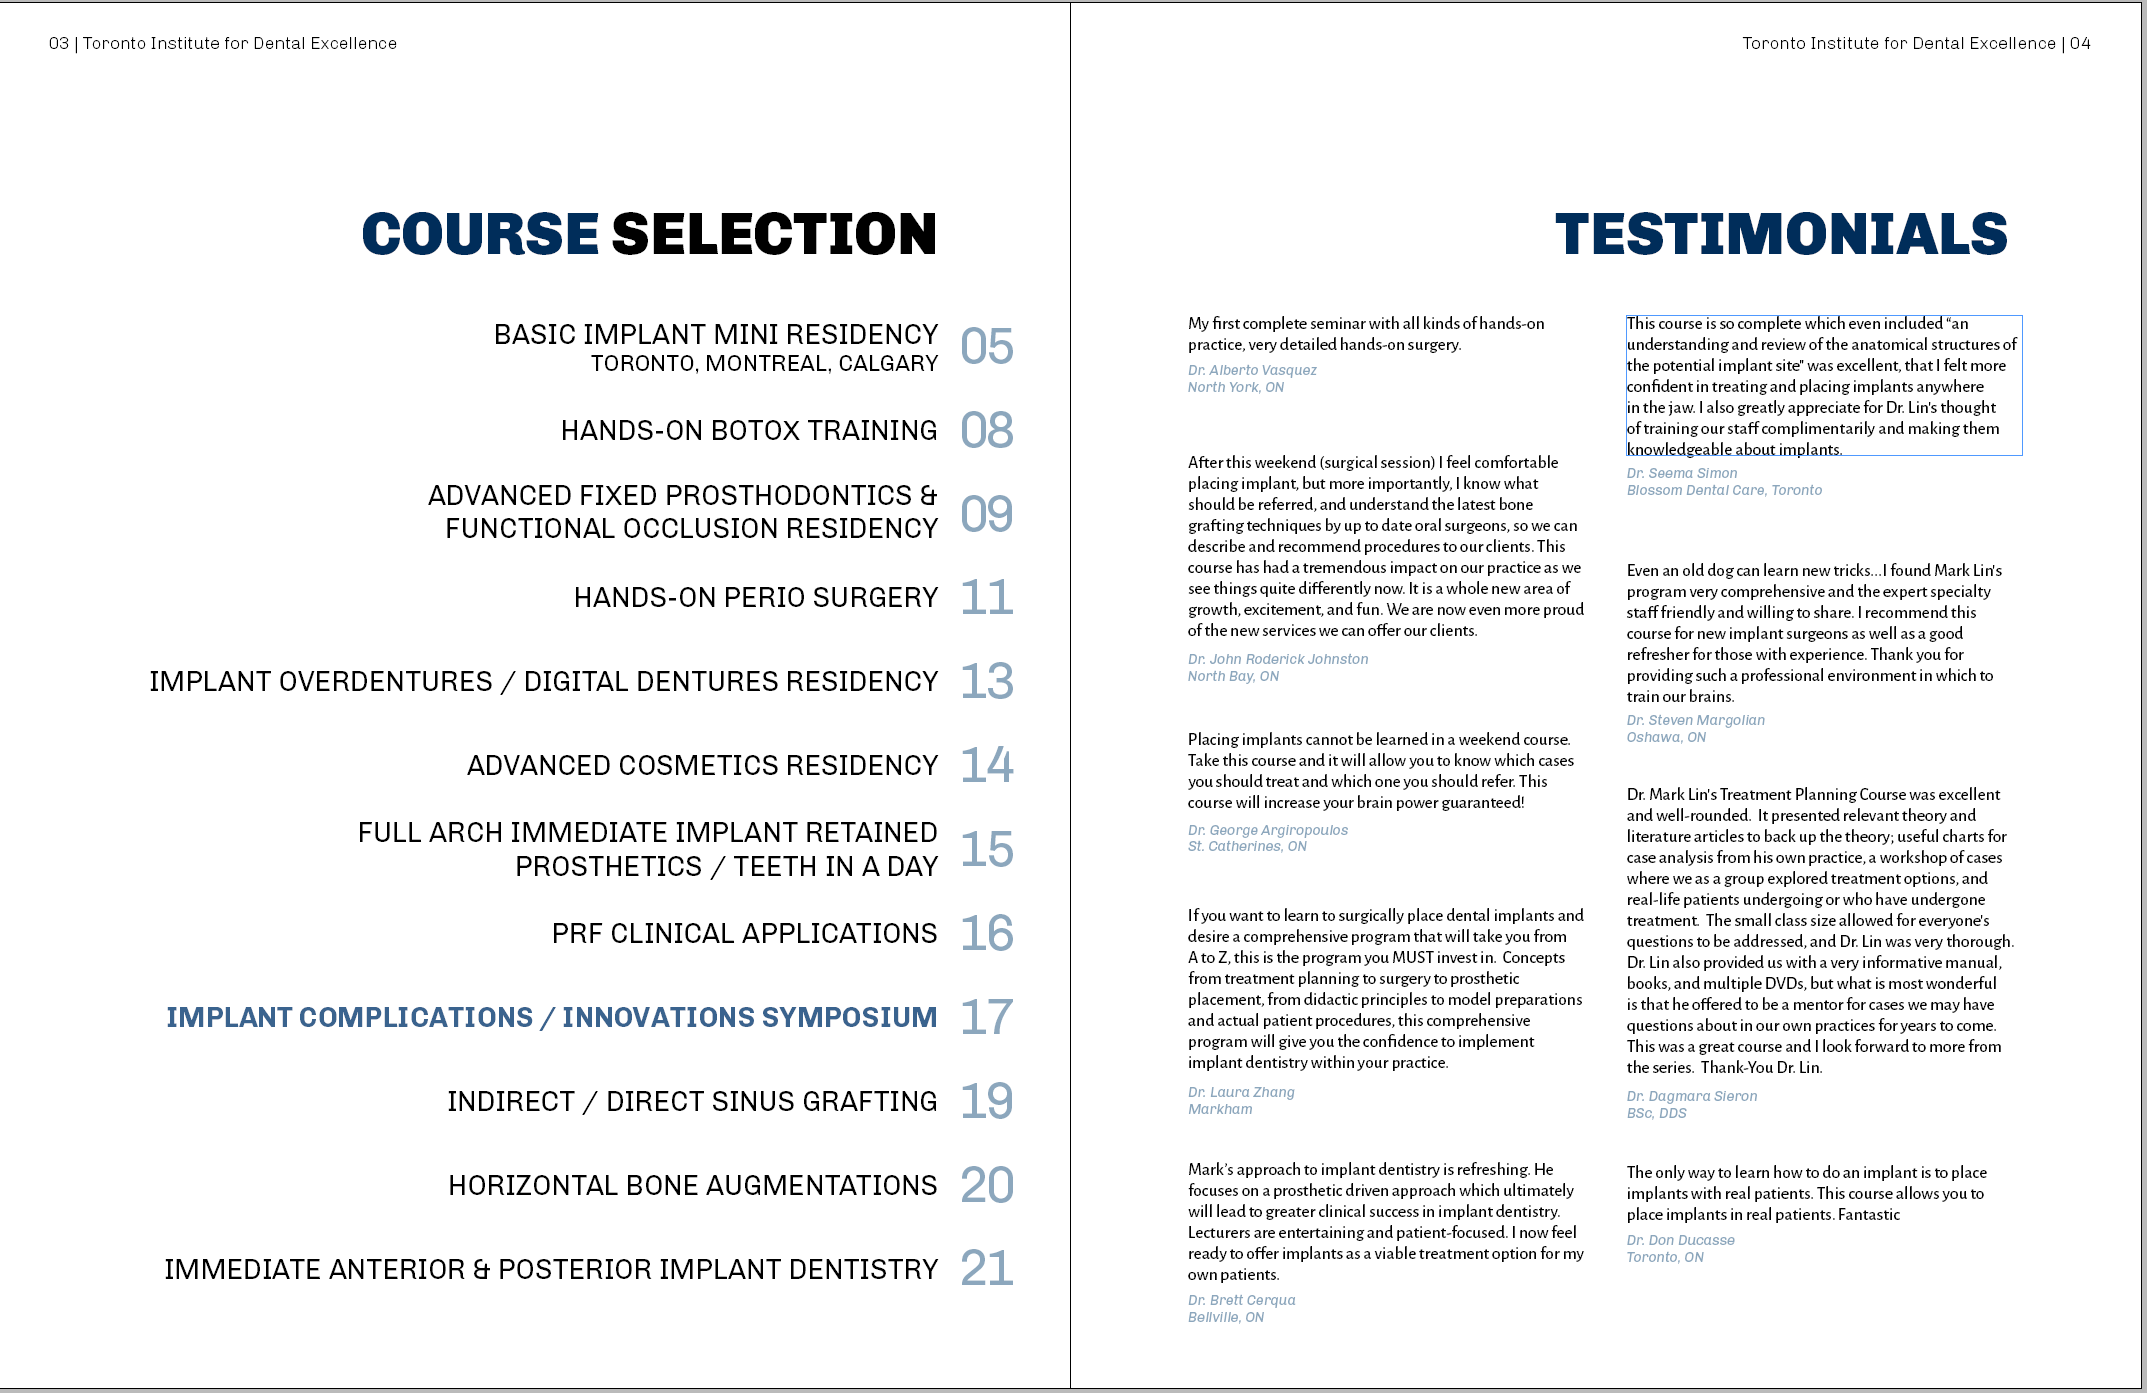 03 | Toronto Institute for Dental Excellence
COURSE SELECTION
BASIC IMPLANT MINI RESIDENCY 05
TORONTO, MONTREAL, CALGARY
HANDS-ON BOTOX TRAINING 08
ADVANCED FIXED PROSTHODONTICS &
FUNCTIONAL OCCLUSION RESIDENCY 09
HANDS-ON PERIO SURGERY 11
IMPLANT OVERDENTURES / DIGITAL DENTURES RESIDENCY 13
ADVANCED COSMETICS RESIDENCY 14
FULL ARCH IMMEDIATE IMPLANT RETAINED
PROSTHETICS / TEETH IN A DAY 15
PRF CLINICAL APPLICATIONS 16
IMPLANT COMPLICATIONS / INNOVATIONS SYMPOSIUM 17
INDIRECT / DIRECT SINUS GRAFTING 19
HORIZONTAL BONE AUGMENTATIONS 20
IMMEDIATE ANTERIOR & POSTERIOR IMPLANT DENTISTRY 21
Toronto Institute for Dental Excellence | 04
TESTIMONIALS
My first complete seminar with all kinds of hands-on
practice, very detailed hands-on surgery.
Dr. Alberto Vasquez
North York, ON
After this weekend (surgical session) I feel comfortable
placing implant, but more importantly, I know what
should be referred, and understand the latest bone
grafting techniques by up to date oral surgeons, so we can
describe and recommend procedures to our clients. This
course has had a tremendous impact on our practice as we
see things quite differently now. It is a whole new area of
growth, excitement, and fun. We are now even more proud
of the new services we can offer our clients.
Dr. John Roderick Johnston
North Bay, ON
Placing implants cannot be learned in a weekend course.
Take this course and it will allow you to know which cases
you should treat and which one you should refer. This
course will increase your brain power guaranteed!
Dr. George Argiropoulos
St. Catherines, ON
If you want to learn to surgically place dental implants and
desire a comprehensive program that will take you from
A to Z, this is the program you MUST invest in.  Concepts
from treatment planning to surgery to prosthetic
placement, from didactic principles to model preparations
and actual patient procedures, this comprehensive
program will give you the confidence to implement
implant dentistry within your practice.
Dr. Laura Zhang
Markham
Mark’s approach to implant dentistry is refreshing. He
focuses on a prosthetic driven approach which ultimately
will lead to greater clinical success in implant dentistry.
Lecturers are entertaining and patient-focused. I now feel
ready to offer implants as a viable treatment option for my
own patients.
Dr. Brett Cerqua
Bellville, ON
This course is so complete which even included “an
understanding and review of the anatomical structures of
the potential implant site" was excellent, that I felt more
confident in treating and placing implants anywhere
in the jaw. I also greatly appreciate for Dr. Lin's thought
of training our staff complimentarily and making them
knowledgeable about implants.
Dr. Seema Simon
Blossom Dental Care, Toronto
Even an old dog can learn new tricks...I found Mark Lin's
program very comprehensive and the expert specialty
staff friendly and willing to share. I recommend this
course for new implant surgeons as well as a good
refresher for those with experience. Thank you for
providing such a professional environment in which to
train our brains.
Dr. Steven Margolian
Oshawa, ON
Dr. Mark Lin's Treatment Planning Course was excellent
and well-rounded.  It presented relevant theory and
literature articles to back up the theory; useful charts for
case analysis from his own practice, a workshop of cases
where we as a group explored treatment options, and
real-life patients undergoing or who have undergone
treatment.  The small class size allowed for everyone's
questions to be addressed, and Dr. Lin was very thorough.
Dr. Lin also provided us with a very informative manual,
books, and multiple DVDs, but what is most wonderful
is that he offered to be a mentor for cases we may have
questions about in our own practices for years to come.
This was a great course and I look forward to more from
the series.  Thank-You Dr. Lin.
Dr. Dagmara Sieron
BSc, DDS
The only way to learn how to do an implant is to place
implants with real patients. This course allows you to
place implants in real patients. Fantastic
Dr. Don Ducasse
Toronto, ON